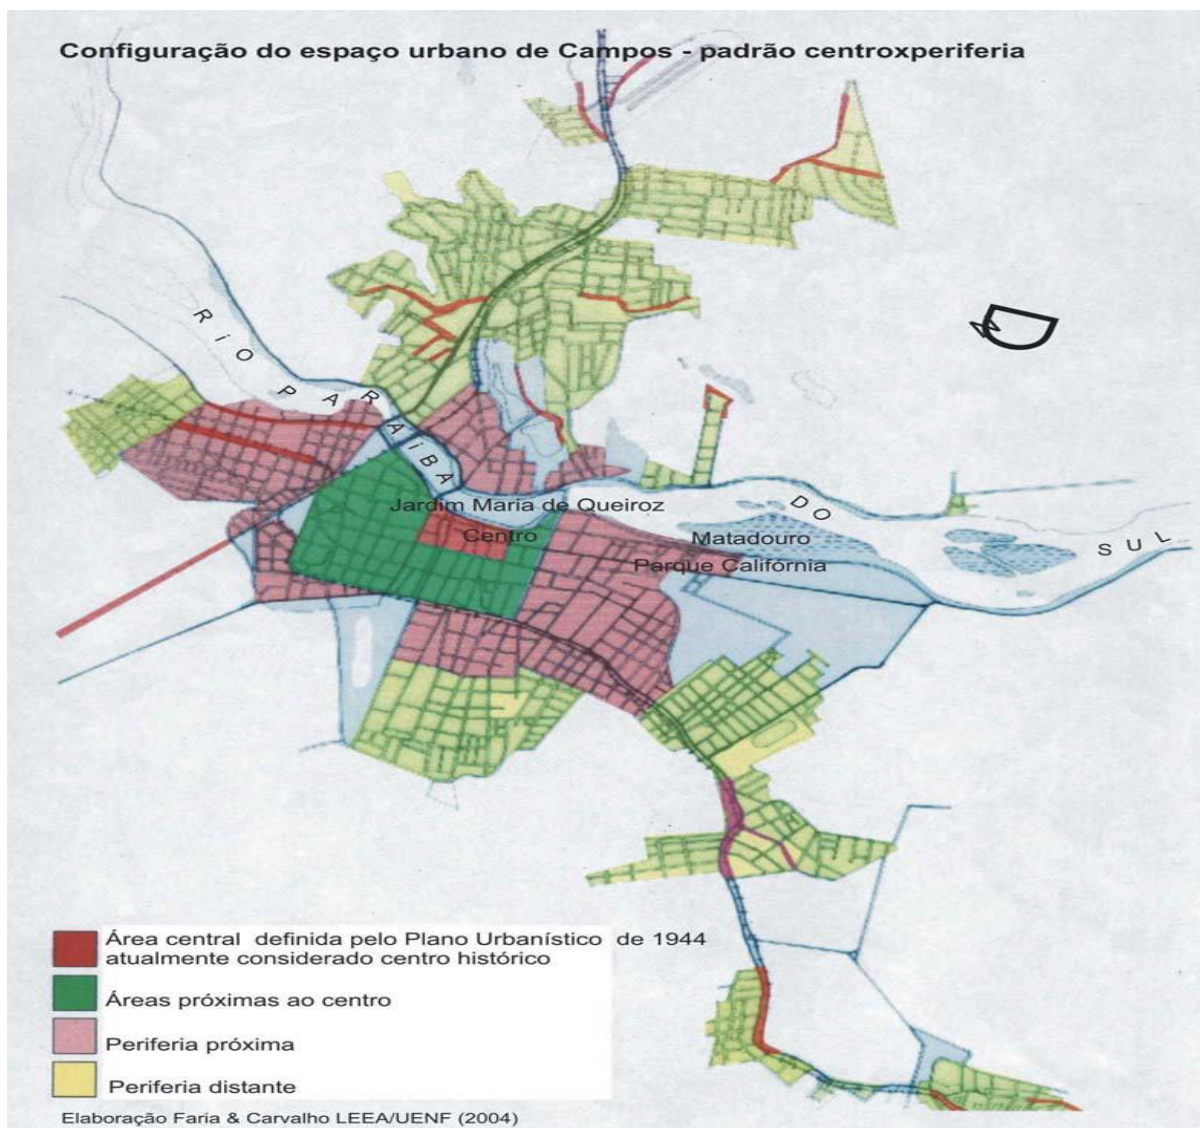 Configuração do espaço urbano de Campos - padrão centroxperiferia
N
RiO PARAiBA DO SUL
Jardim Maria de Queiroz
Centro
Matadouro
Parque Califórnia
Área central definida pelo Plano Urbanístico de 1944
atualmente considerado centro histórico
Áreas próximas ao centro
Periferia próxima
Periferia distante
Elaboração Faria & Carvalho LEEA/UENF (2004)